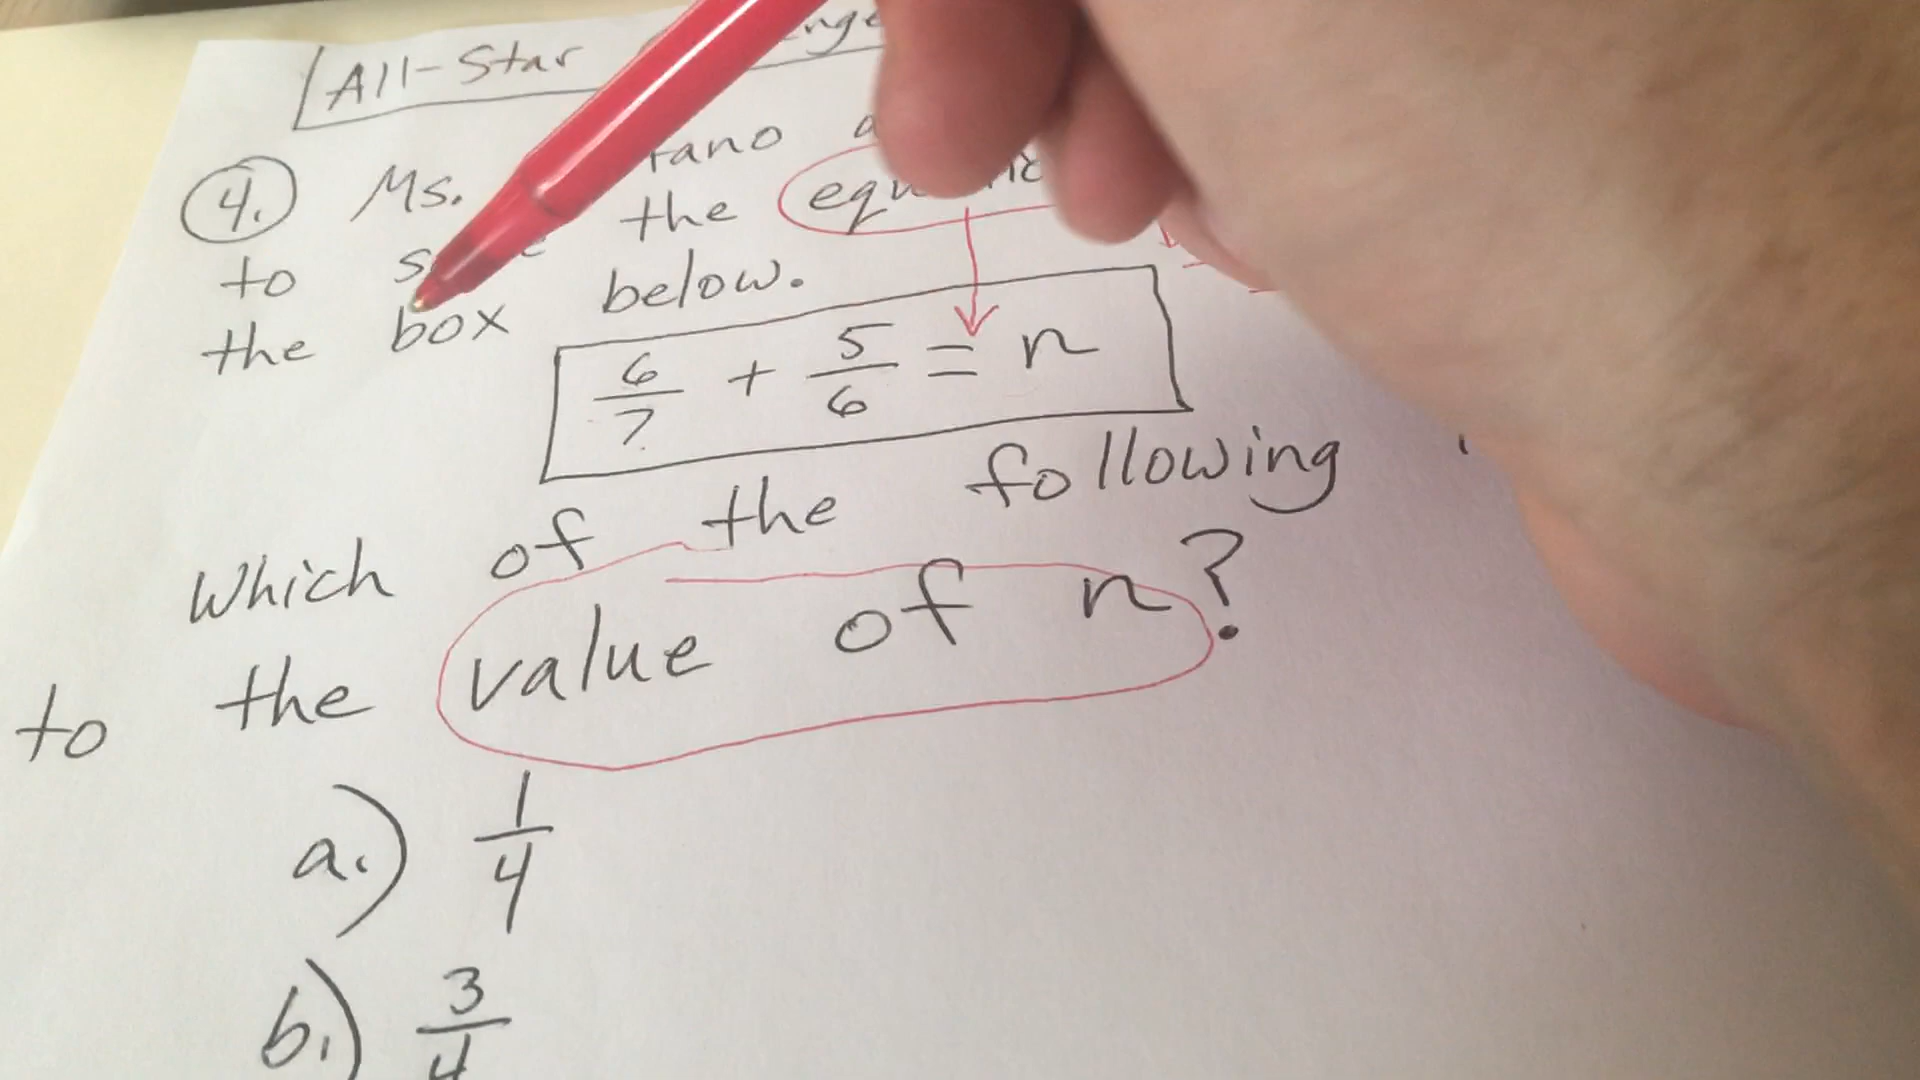 All-Star
4. Ms.
to the
the box below.
6/7 + 5/6 = n
Which of the following
to the value of n?
a.) 1/4
b.) 3/4